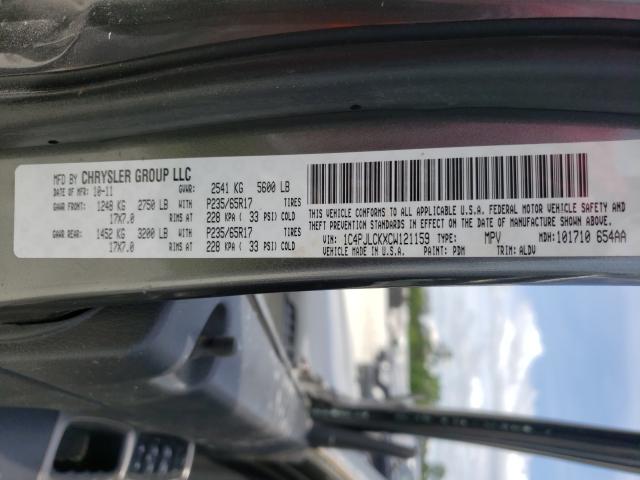 MFD BY CHRYSLER GROUP LLC
DATE OF MFR: 10-11 GVWR: 2541 KG 5600 LB
GAWR FRONT: 1248 KG 2750 LB P235/65R17 TIRES
17X7.0 RIMS AT 228 KPA ( 33 PSI) COLD
GAWR REAR: 1452 KG 3200 LB P235/65R17 TIRES
17X7.0 RIMS AT 228 KPA ( 33 PSI) COLD
THIS VEHICLE CONFORMS TO ALL APPLICABLE U.S.A. FEDERAL MOTOR VEHICLE SAFETY AND
THEFT PREVENTION STANDARDS IN EFFECT ON THE DATE OF MANUFACTURE SHOWN ABOVE.
VIN: 1C4PJLCKXCW121159 TYPE: MPV MDH: 101710 654AA
VEHICLE MADE IN U.S.A. PAINT: PDM TRIM: ALDV